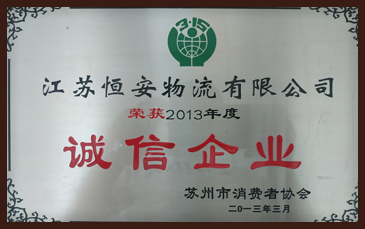 3·15
江苏恒安物流有限公司
荣获2013年度
诚信企业
苏州市消费者协会
二0一三年三月